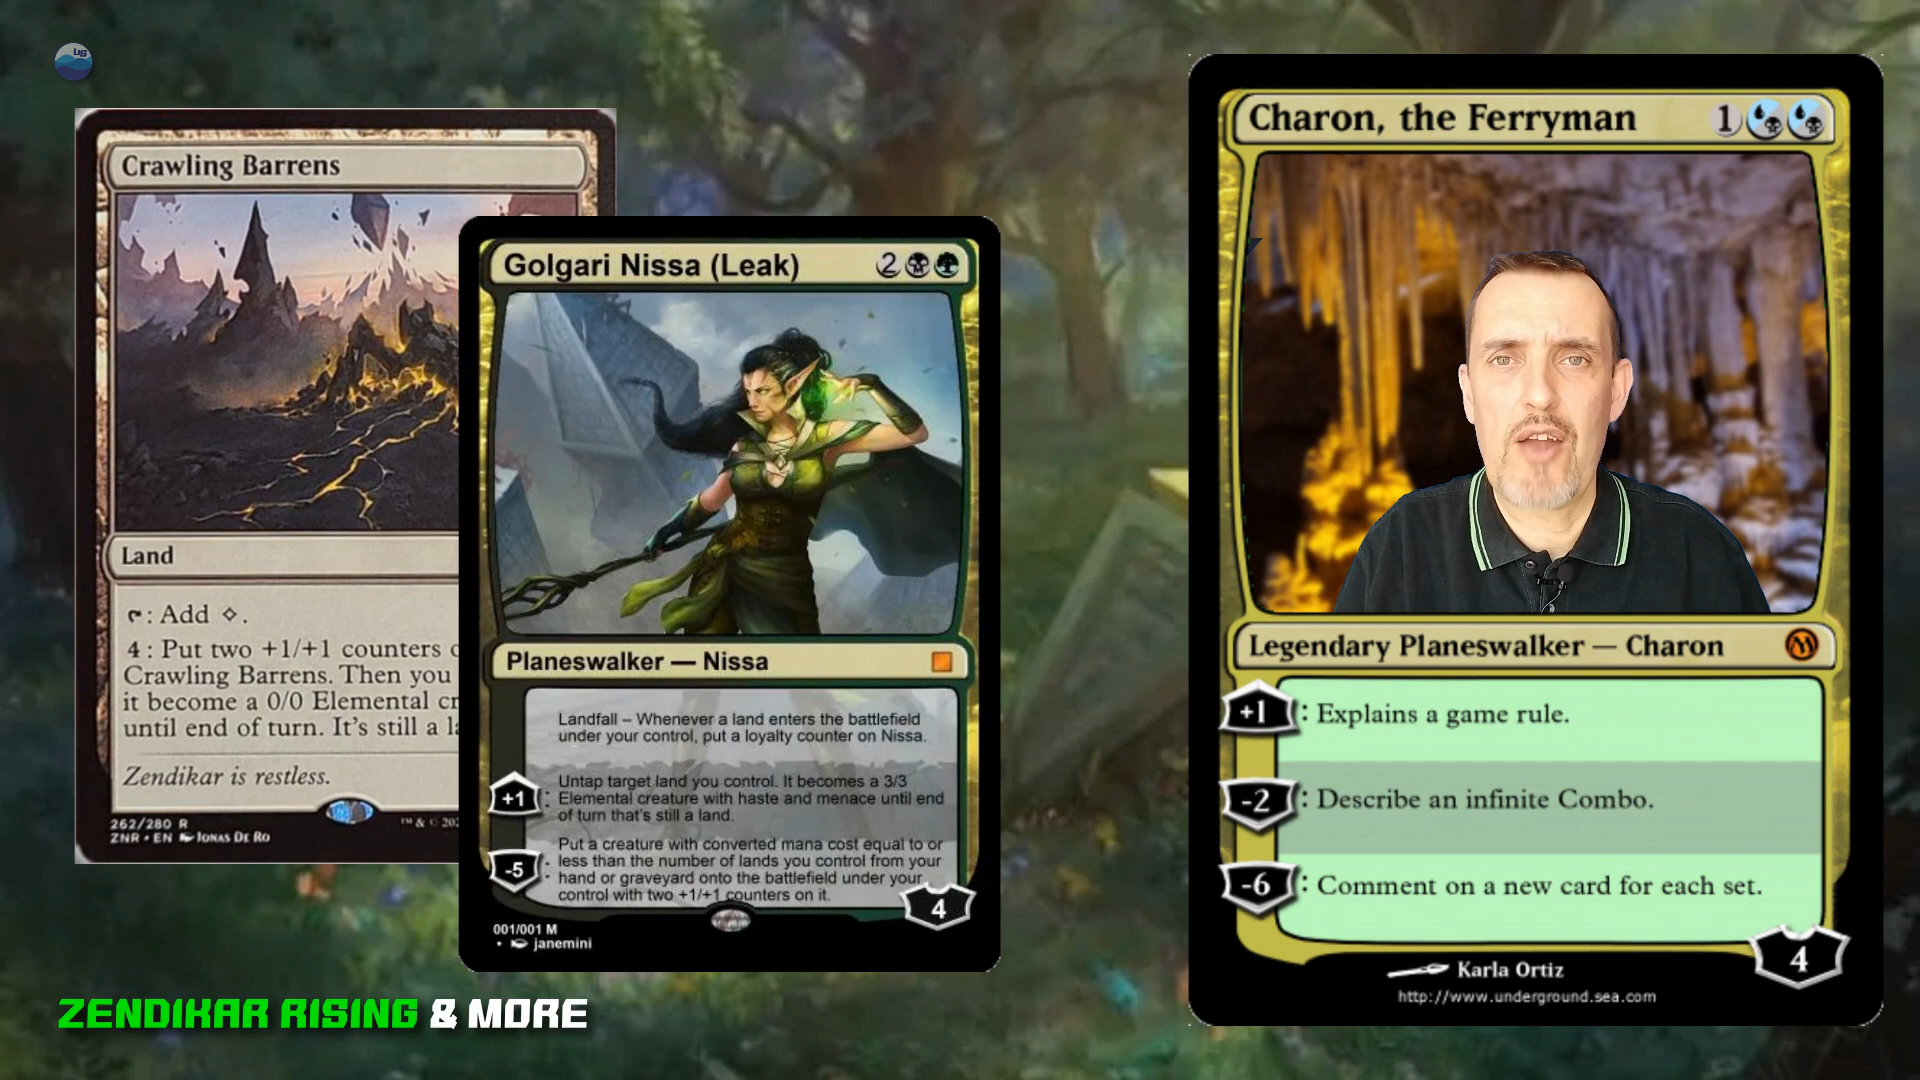 US
Crawling Barrens
Land
: Add .
4 : Put two +1/+1 counters
Crawling Barrens. Then you
it become a 0/0 Elemental
until end of turn. It's still a
Zendikar is restless.
262/280 R
ZNR • EN JONAS DE RO
™ & © 20
Golgari Nissa (Leak) 2
Planeswalker — Nissa
Landfall – Whenever a land enters the battlefield
under your control, put a loyalty counter on Nissa.
+1 : Untap target land you control. It becomes a 3/3
Elemental creature with haste and menace until end
of turn that's still a land.
-5 : Put a creature with converted mana cost equal to or
less than the number of lands you control from your
hand or graveyard onto the battlefield under your
control with two +1/+1 counters on it.
4
001/001 M
• janemini
Charon, the Ferryman 1
Legendary Planeswalker — Charon
+1 : Explains a game rule.
-2 : Describe an infinite Combo.
-6 : Comment on a new card for each set.
4
Karla Ortiz
http://www.underground.sea.com
ZENDIKAR RISING & MORE